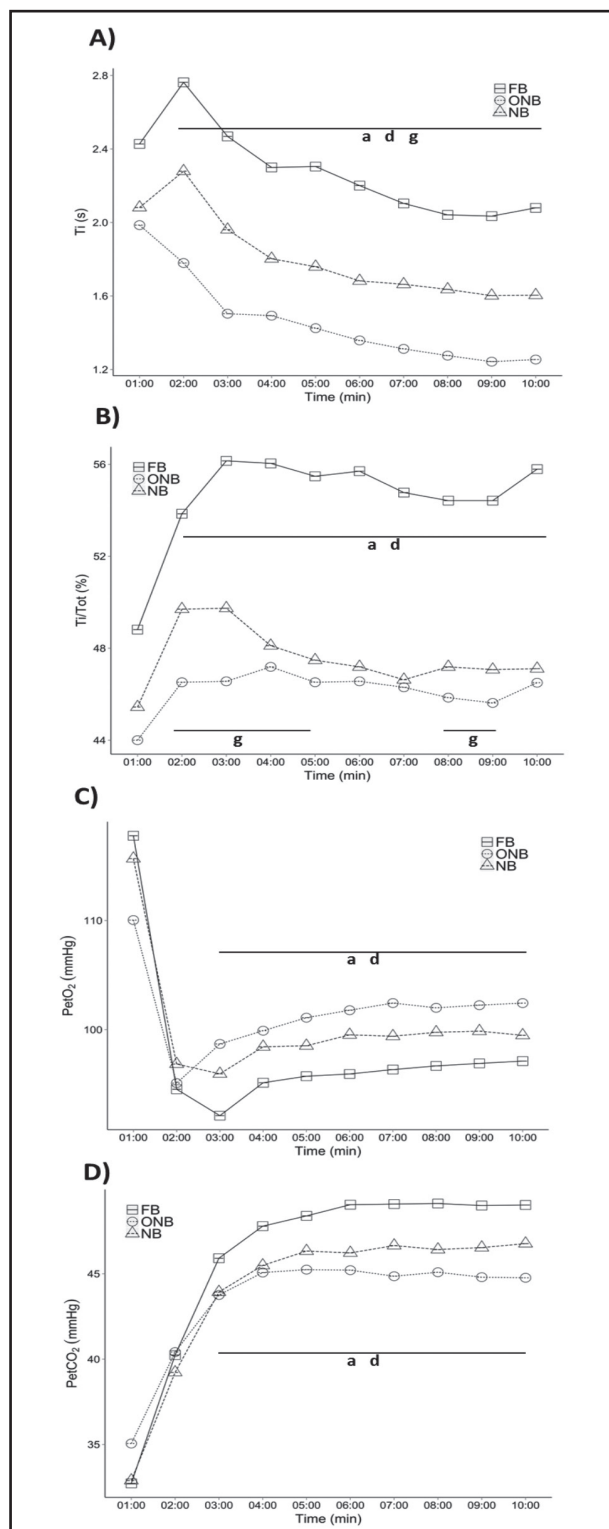 A)
2.8
FB
ONB
NB
a d g
2.4
Ti (s)
2.0
1.6
1.2
01:00 02:00 03:00 04:00 05:00 06:00 07:00 08:00 09:00 10:00
Time (min)
B)
56
FB
ONB
NB
52
a d
Ti/Tot (%)
48
44
g g
01:00 02:00 03:00 04:00 05:00 06:00 07:00 08:00 09:00 10:00
Time (min)
C)
FB
ONB
NB
110
a d
PetO₂ (mmHg)
100
01:00 02:00 03:00 04:00 05:00 06:00 07:00 08:00 09:00 10:00
Time (min)
D)
FB
ONB
NB
45
PetCO₂ (mmHg)
40
a d
35
01:00 02:00 03:00 04:00 05:00 06:00 07:00 08:00 09:00 10:00
Time (min)